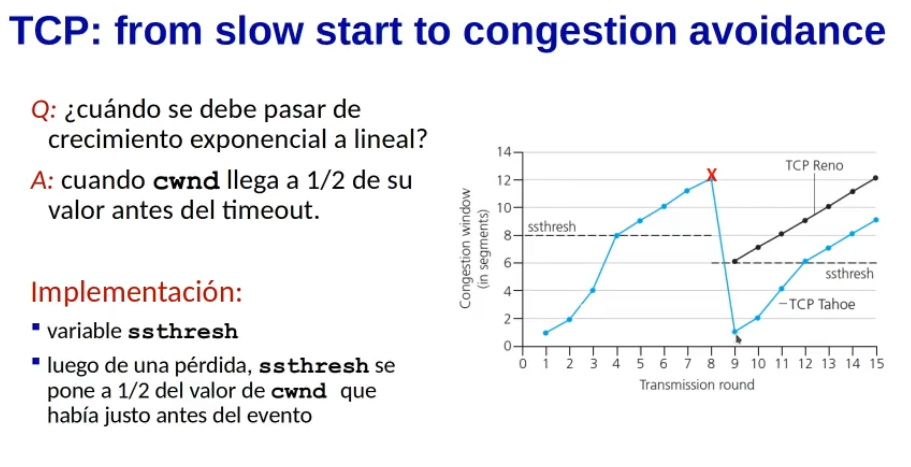 TCP: from slow start to congestion avoidance
Q: ¿cuándo se debe pasar de
crecimiento exponencial a lineal?
A: cuando cwnd llega a 1/2 de su
valor antes del timeout.
Implementación:
variable ssthresh
luego de una pérdida, ssthresh se
pone a 1/2 del valor de cwnd que
había justo antes del evento
Congestion window
(in segments)
14
12
10
8
6
4
2
0
X
TCP Reno
ssthresh
ssthresh
TCP Tahoe
0 1 2 3 4 5 6 7 8 9 10 11 12 13 14 15
Transmission round